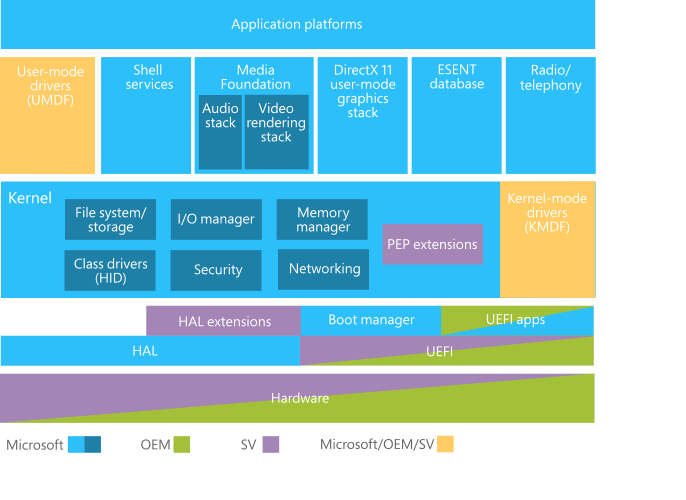 Application platforms
User-mode
drivers
(UMDF)
Shell
services
Media
Foundation
Audio
stack
Video
rendering
stack
DirectX 11
user-mode
graphics
stack
ESENT
database
Radio/
telephony
Kernel
File system/
storage
I/O manager
Memory
manager
PEP extensions
Kernel-mode
drivers
(KMDF)
Class drivers
(HID)
Security
Networking
HAL extensions
Boot manager
UEFI apps
HAL
UEFI
Hardware
Microsoft
OEM
SV
Microsoft/OEM/SV